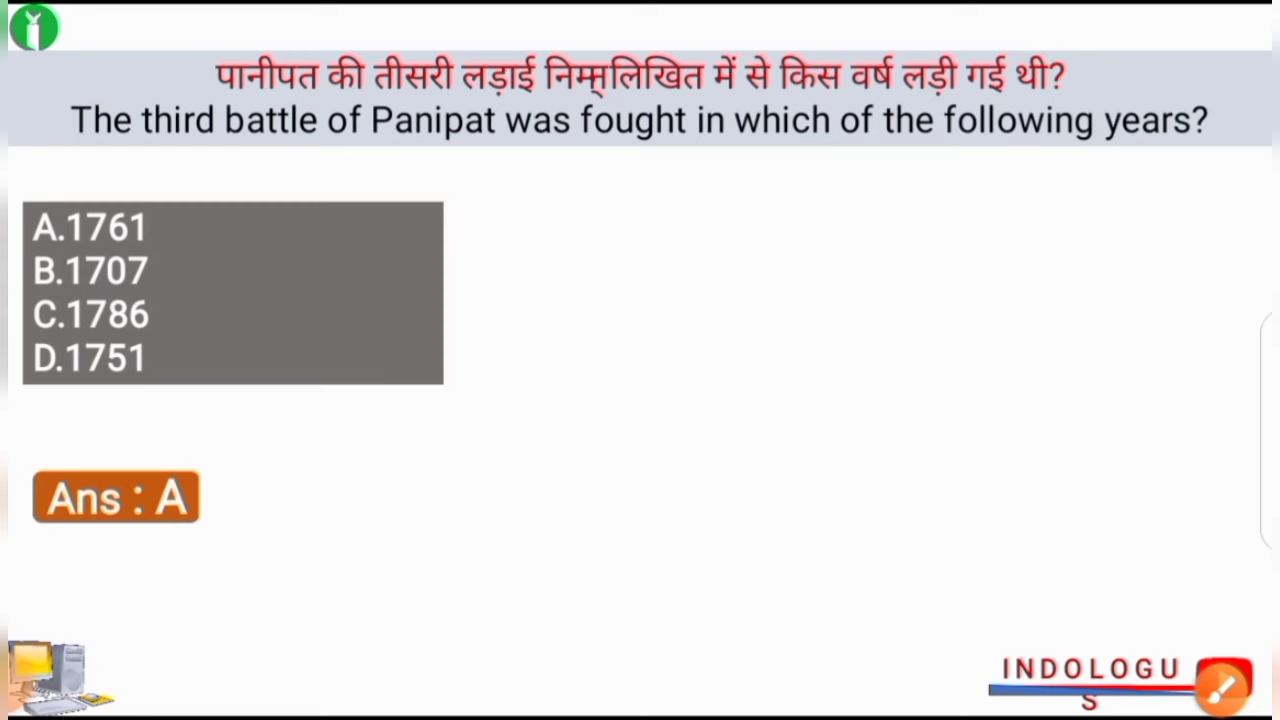 पानीपत की तीसरी लड़ाई निम्न्लिखित में से किस वर्ष लड़ी गई थी?
The third battle of Panipat was fought in which of the following years?
A.1761
B.1707
C.1786
D.1751
Ans : A
INDOLOGU
S